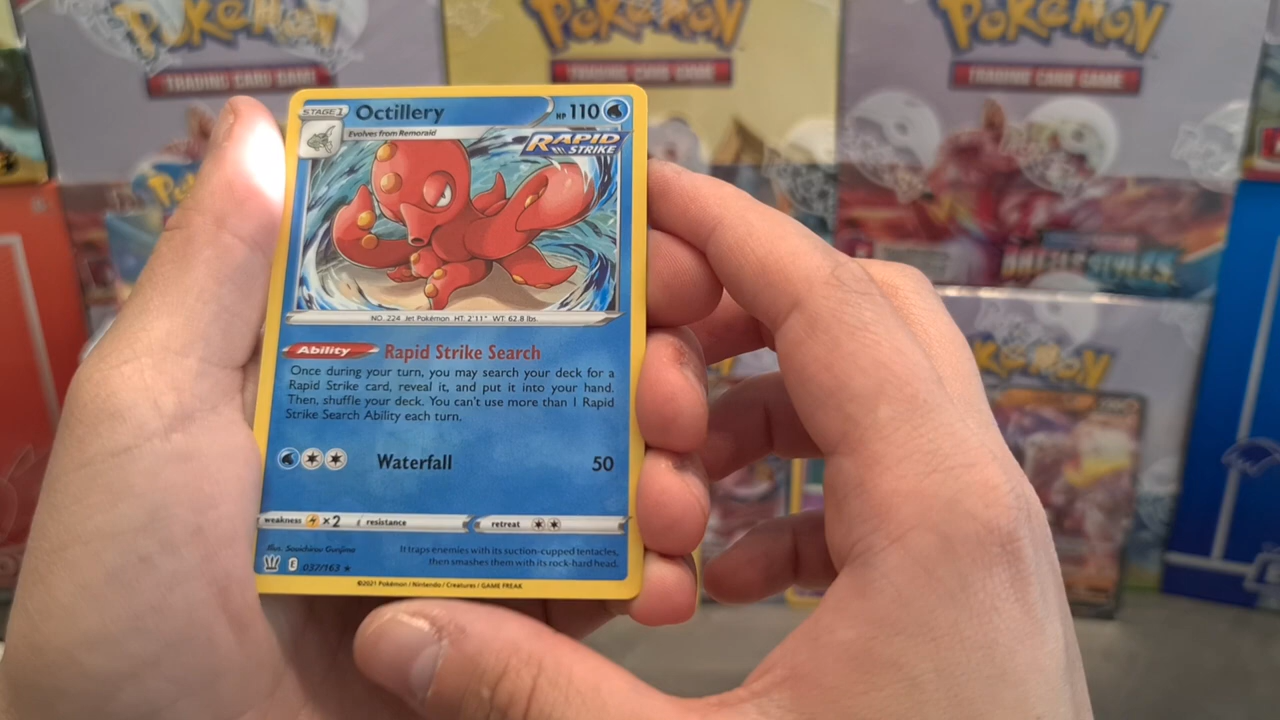 POKéMON
POKéMON
POKéMON
TRADING CARD GAME
TRADING CARD GAME
TRADING CARD GAME
STAGE 1
Octillery
HP 110
Evolves from Remoraid
RAPID
STRIKE
NO. 224 Jet Pokémon HT: 2'11" WT: 62.8 lbs.
Ability Rapid Strike Search
Once during your turn, you may search your deck for a
Rapid Strike card, reveal it, and put it into your hand.
Then, shuffle your deck. You can't use more than 1 Rapid
Strike Search Ability each turn.
Waterfall 50
weakness ×2 resistance retreat
Illus. Souichirou Gunjima
It traps enemies with its suction-cupped tentacles,
then smashes them with its rock-hard head.
E 037/163 ★
©2021 Pokémon / Nintendo / Creatures / GAME FREAK
BATTLE STYLES
POKéMON